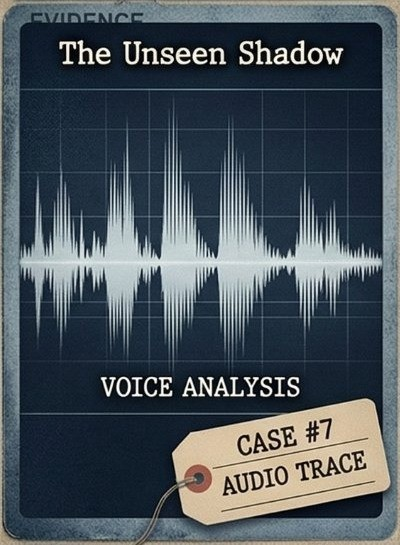 EVIDENCE
The Unseen Shadow
VOICE ANALYSIS
CASE #7
AUDIO TRACE